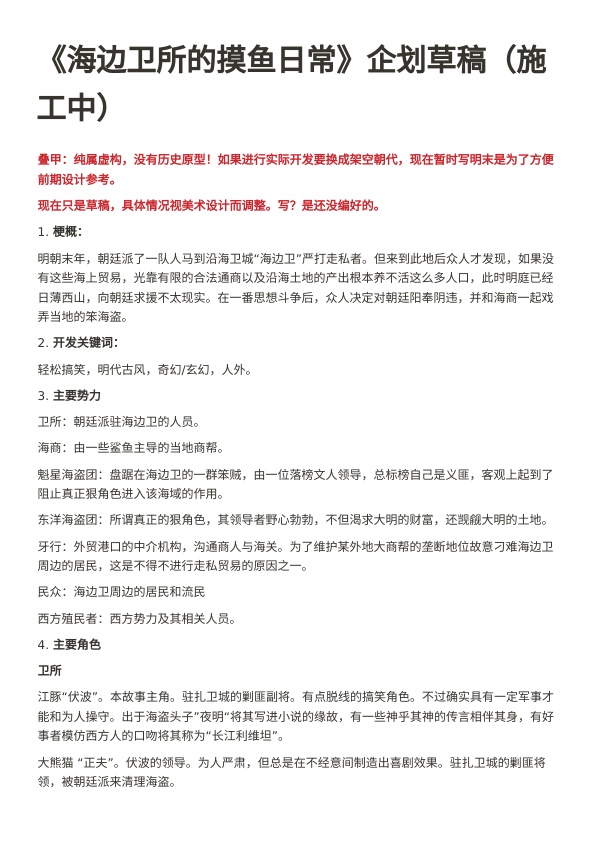 《海边卫所的摸鱼日常》企划草稿（施
工中）
叠甲：纯属虚构，没有历史原型！如果进行实际开发要换成架空朝代，现在暂时写明末是为了方便
前期设计参考。
现在只是草稿，具体情况视美术设计而调整。写？是还没编好的。
1. 梗概：
明朝末年，朝廷派了一队人马到沿海卫城“海边卫”严打走私者。但来到此地后众人才发现，如果没
有这些海上贸易，光靠有限的合法通商以及沿海土地的产出根本养不活这么多人口，此时明庭已经
日薄西山，向朝廷求援不太现实。在一番思想斗争后，众人决定对朝廷阳奉阴违，并和海商一起戏
弄当地的笨海盗。
2. 开发关键词：
轻松搞笑，明代古风，奇幻/玄幻，人外。
3. 主要势力
卫所：朝廷派驻海边卫的人员。
海商：由一些鲨鱼主导的当地商帮。
魁星海盗团：盘踞在海边卫的一群笨贼，由一位落榜文人领导，总标榜自己是义匪，客观上起到了
阻止真正狠角色进入该海域的作用。
东洋海盗团：所谓真正的狠角色，其领导者野心勃勃，不但渴求大明的财富，还觊觎大明的土地。
牙行：外贸港口的中介机构，沟通商人与海关。为了维护某外地大商帮的垄断地位故意刁难海边卫
周边的居民，这是不得不进行走私贸易的原因之一。
民众：海边卫周边的居民和流民
西方殖民者：西方势力及其相关人员。
4. 主要角色
卫所
江豚“伏波”。本故事主角。驻扎卫城的剿匪副将。有点脱线的搞笑角色。不过确实具有一定军事才
能和为人操守。出于海盗头子”夜明“将其写进小说的缘故，有一些神乎其神的传言相伴其身，有好
事者模仿西方人的口吻将其称为“长江利维坦”。
大熊猫 “正夫”。伏波的领导。为人严肃，但总是在不经意间制造出喜剧效果。驻扎卫城的剿匪将
领，被朝廷派来清理海盗。